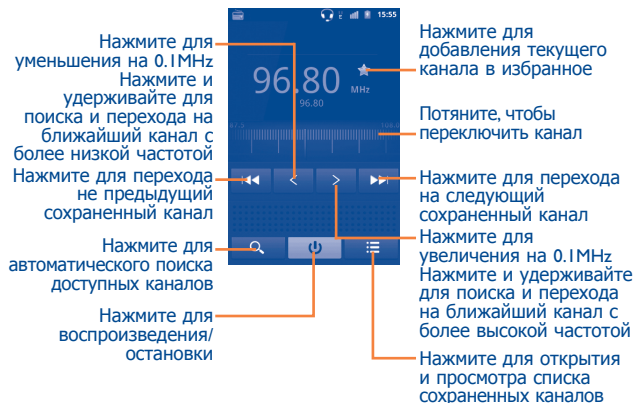 15:55
Нажмите для
уменьшения на 0.1MHz
Нажмите и
удерживайте для
поиска и перехода на
ближайший канал с
более низкой частотой
Нажмите для перехода
не предыдущий
сохраненный канал
Нажмите для
автоматического поиска
доступных каналов
Нажмите для
воспроизведения/
остановки
96.80
MHz
96.80
87.5
108.0
Нажмите для
добавления текущего
канала в избранное
Потяните, чтобы
переключить канал
Нажмите для перехода
на следующий
сохраненный канал
Нажмите для
увеличения на 0.1MHz
Нажмите и удерживайте
для поиска и перехода
на ближайший канал с
более высокой частотой
Нажмите для открытия
и просмотра списка
сохраненных каналов